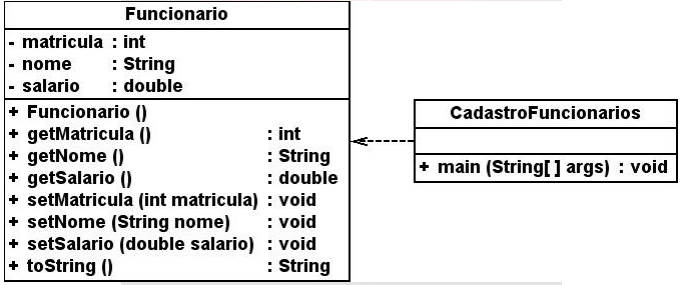 Funcionario
- matricula : int
- nome : String
- salario : double
+ Funcionario ()
+ getMatricula () : int
+ getNome () : String
+ getSalario () : double
+ setMatricula (int matricula) : void
+ setNome (String nome) : void
+ setSalario (double salario) : void
+ toString () : String
CadastroFuncionarios
+ main (String[ ] args) : void